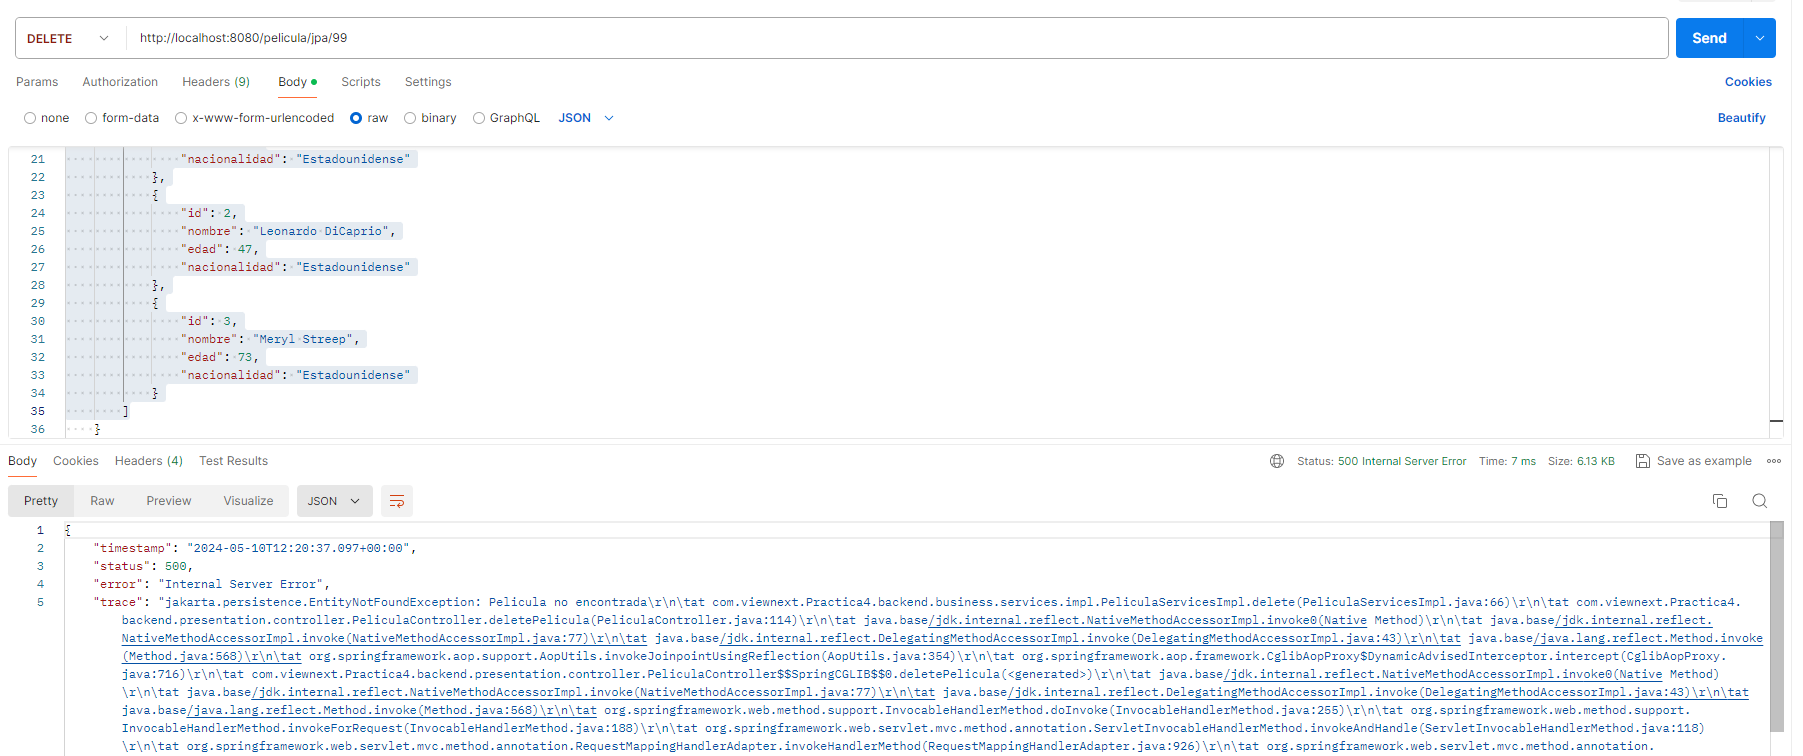 DELETE http://localhost:8080/pelicula/jpa/99 Send
Params Authorization Headers (9) Body Scripts Settings Cookies
none form-data x-www-form-urlencoded raw binary GraphQL JSON Beautify
21 "nacionalidad": "Estadounidense"
22 },
23 {
24 "id": 2,
25 "nombre": "Leonardo DiCaprio",
26 "edad": 47,
27 "nacionalidad": "Estadounidense"
28 },
29 {
30 "id": 3,
31 "nombre": "Meryl Streep",
32 "edad": 73,
33 "nacionalidad": "Estadounidense"
34 }
35 ]
36 }
Body Cookies Headers (4) Test Results Status: 500 Internal Server Error Time: 7 ms Size: 6.13 KB Save as example
Pretty Raw Preview Visualize JSON
1 {
2 "timestamp": "2024-05-10T12:20:37.097+00:00",
3 "status": 500,
4 "error": "Internal Server Error",
5 "trace": "jakarta.persistence.EntityNotFoundException: Pelicula no encontrada\r\n\tat com.viewnext.Practica4.backend.business.services.impl.PeliculaServicesImpl.delete(PeliculaServicesImpl.java:66)\r\n\tat com.viewnext.Practica4.
backend.presentation.controller.PeliculaController.deletePelicula(PeliculaController.java:114)\r\n\tat java.base/jdk.internal.reflect.NativeMethodAccessorImpl.invoke0(Native Method)\r\n\tat java.base/jdk.internal.reflect.
NativeMethodAccessorImpl.invoke(NativeMethodAccessorImpl.java:77)\r\n\tat java.base/jdk.internal.reflect.DelegatingMethodAccessorImpl.invoke(DelegatingMethodAccessorImpl.java:43)\r\n\tat java.base/java.lang.reflect.Method.invoke
(Method.java:568)\r\n\tat org.springframework.aop.support.AopUtils.invokeJoinpointUsingReflection(AopUtils.java:354)\r\n\tat org.springframework.aop.framework.CglibAopProxy$DynamicAdvisedInterceptor.intercept(CglibAopProxy.
java:716)\r\n\tat com.viewnext.Practica4.backend.presentation.controller.PeliculaController$$SpringCGLIB$$0.deletePelicula(<generated>)\r\n\tat java.base/jdk.internal.reflect.NativeMethodAccessorImpl.invoke0(Native Method)
\r\n\tat java.base/jdk.internal.reflect.NativeMethodAccessorImpl.invoke(NativeMethodAccessorImpl.java:77)\r\n\tat java.base/jdk.internal.reflect.DelegatingMethodAccessorImpl.invoke(DelegatingMethodAccessorImpl.java:43)\r\n\tat
java.base/java.lang.reflect.Method.invoke(Method.java:568)\r\n\tat org.springframework.web.method.support.InvocableHandlerMethod.doInvoke(InvocableHandlerMethod.java:255)\r\n\tat org.springframework.web.method.support.
InvocableHandlerMethod.invokeForRequest(InvocableHandlerMethod.java:188)\r\n\tat org.springframework.web.servlet.mvc.method.annotation.ServletInvocableHandlerMethod.invokeAndHandle(ServletInvocableHandlerMethod.java:118)
\r\n\tat org.springframework.web.servlet.mvc.method.annotation.RequestMappingHandlerAdapter.invokeHandlerMethod(RequestMappingHandlerAdapter.java:926)\r\n\tat org.springframework.web.servlet.mvc.method.annotation.